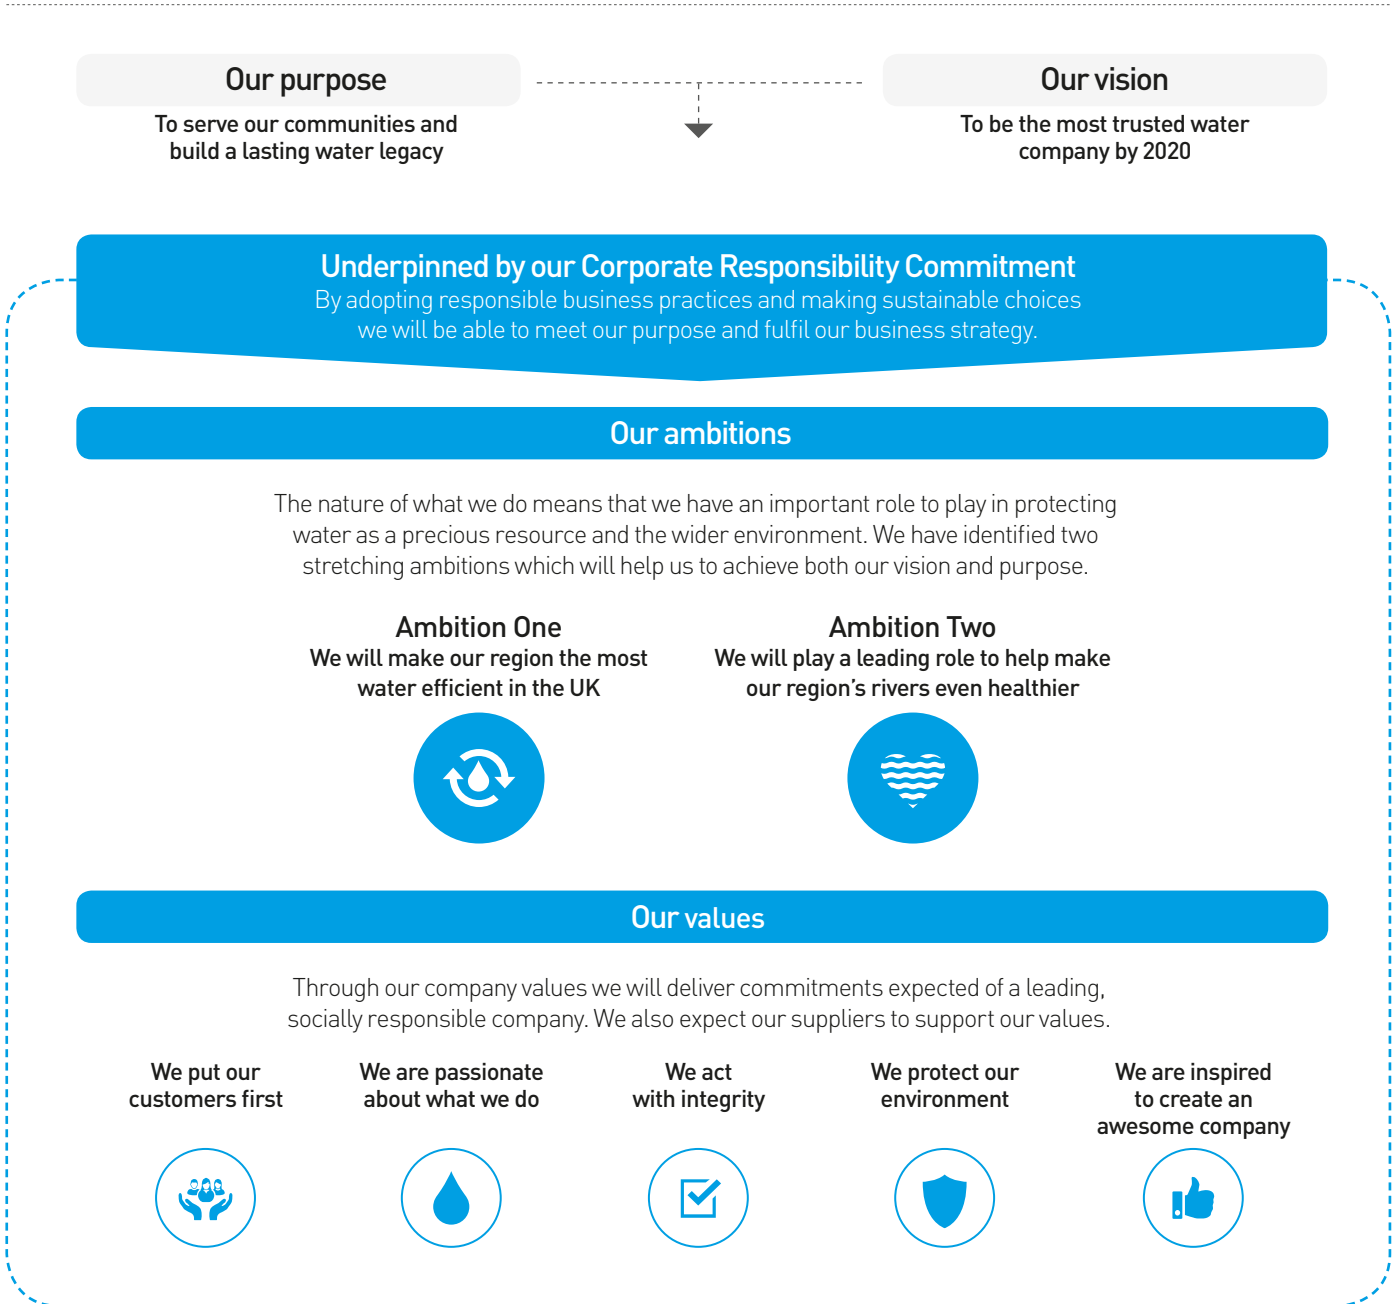 Our purpose
To serve our communities and
build a lasting water legacy
Our vision
To be the most trusted water
company by 2020
Underpinned by our Corporate Responsibility Commitment
By adopting responsible business practices and making sustainable choices
we will be able to meet our purpose and fulfil our business strategy.
Our ambitions
The nature of what we do means that we have an important role to play in protecting
water as a precious resource and the wider environment. We have identified two
stretching ambitions which will help us to achieve both our vision and purpose.
Ambition One
We will make our region the most
water efficient in the UK
Ambition Two
We will play a leading role to help make
our region's rivers even healthier
Our values
Through our company values we will deliver commitments expected of a leading,
socially responsible company. We also expect our suppliers to support our values.
We put our
customers first
We are passionate
about what we do
We act
with integrity
We protect our
environment
We are inspired
to create an
awesome company